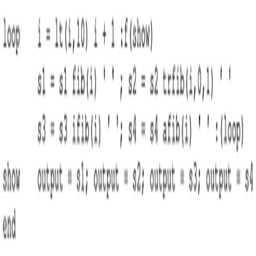 loop i = lt(i,10) i + 1 :f(show)
s1 = s1 fib(i) ' ' ; s2 = s2 trfib(i,0,1) ' '
s3 = s3 ifib(i) ' '; s4 = s4 afib(i) ' ' :(loop)
show output = s1; output = s2; output = s3; output = s4
end